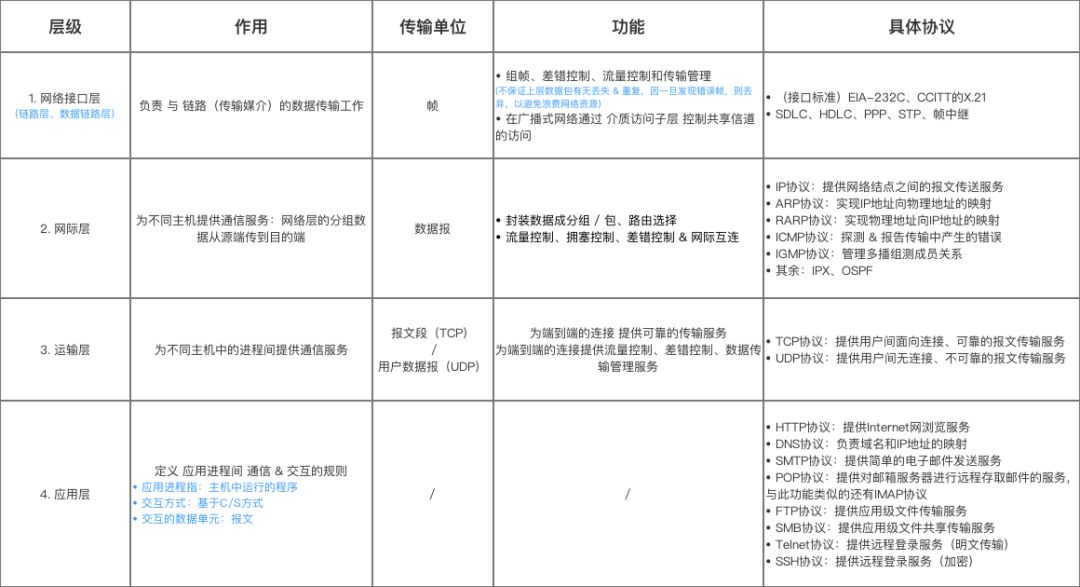 层级
作用
传输单位
功能
具体协议
1. 网络接口层
(链路层、数据链路层)
负责 与 链路（传输媒介）的数据传输工作
帧
• 组帧、差错控制、流量控制和传输管理
(不保证上层数据包有无丢失 & 重复，因一旦发现错误帧，则丢
弃，以避免浪费网络资源)
• 在广播式网络通过 介质访问子层 控制共享信道
的访问
• （接口标准）EIA-232C、CCITT的X.21
• SDLC、HDLC、PPP、STP、帧中继
2. 网际层
为不同主机提供通信服务：网络层的分组数
据从源端传到目的端
数据报
• 封装数据成分组 / 包、路由选择
• 流量控制、拥塞控制、差错控制 & 网际互连
• IP协议：提供网络结点之间的报文传送服务
• ARP协议：实现IP地址向物理地址的映射
• RARP协议：实现物理地址向IP地址的映射
• ICMP协议：探测 & 报告传输中产生的错误
• IGMP协议：管理多播组测成员关系
• 其余：IPX、OSPF
3. 运输层
为不同主机中的进程间提供通信服务
报文段（TCP）
/
用户数据报（UDP）
为端到端的连接 提供可靠的传输服务
为端到端的连接提供流量控制、差错控制、数据传
输管理服务
• TCP协议：提供用户间面向连接、可靠的报文传输服务
• UDP协议：提供用户间无连接、不可靠的报文传输服务
4. 应用层
定义 应用进程间 通信 & 交互的规则
• 应用进程指：主机中运行的程序
• 交互方式：基于C/S方式
• 交互的数据单元：报文
/
/
• HTTP协议：提供Internet网浏览服务
• DNS协议：负责域名和IP地址的映射
• SMTP协议：提供简单的电子邮件发送服务
• POP协议：提供对邮箱服务器进行远程存取邮件的服务，
与此功能类似的还有IMAP协议
• FTP协议：提供应用级文件传输服务
• SMB协议：提供应用级文件共享传输服务
• Telnet协议：提供远程登录服务（明文传输）
• SSH协议：提供远程登录服务（加密）